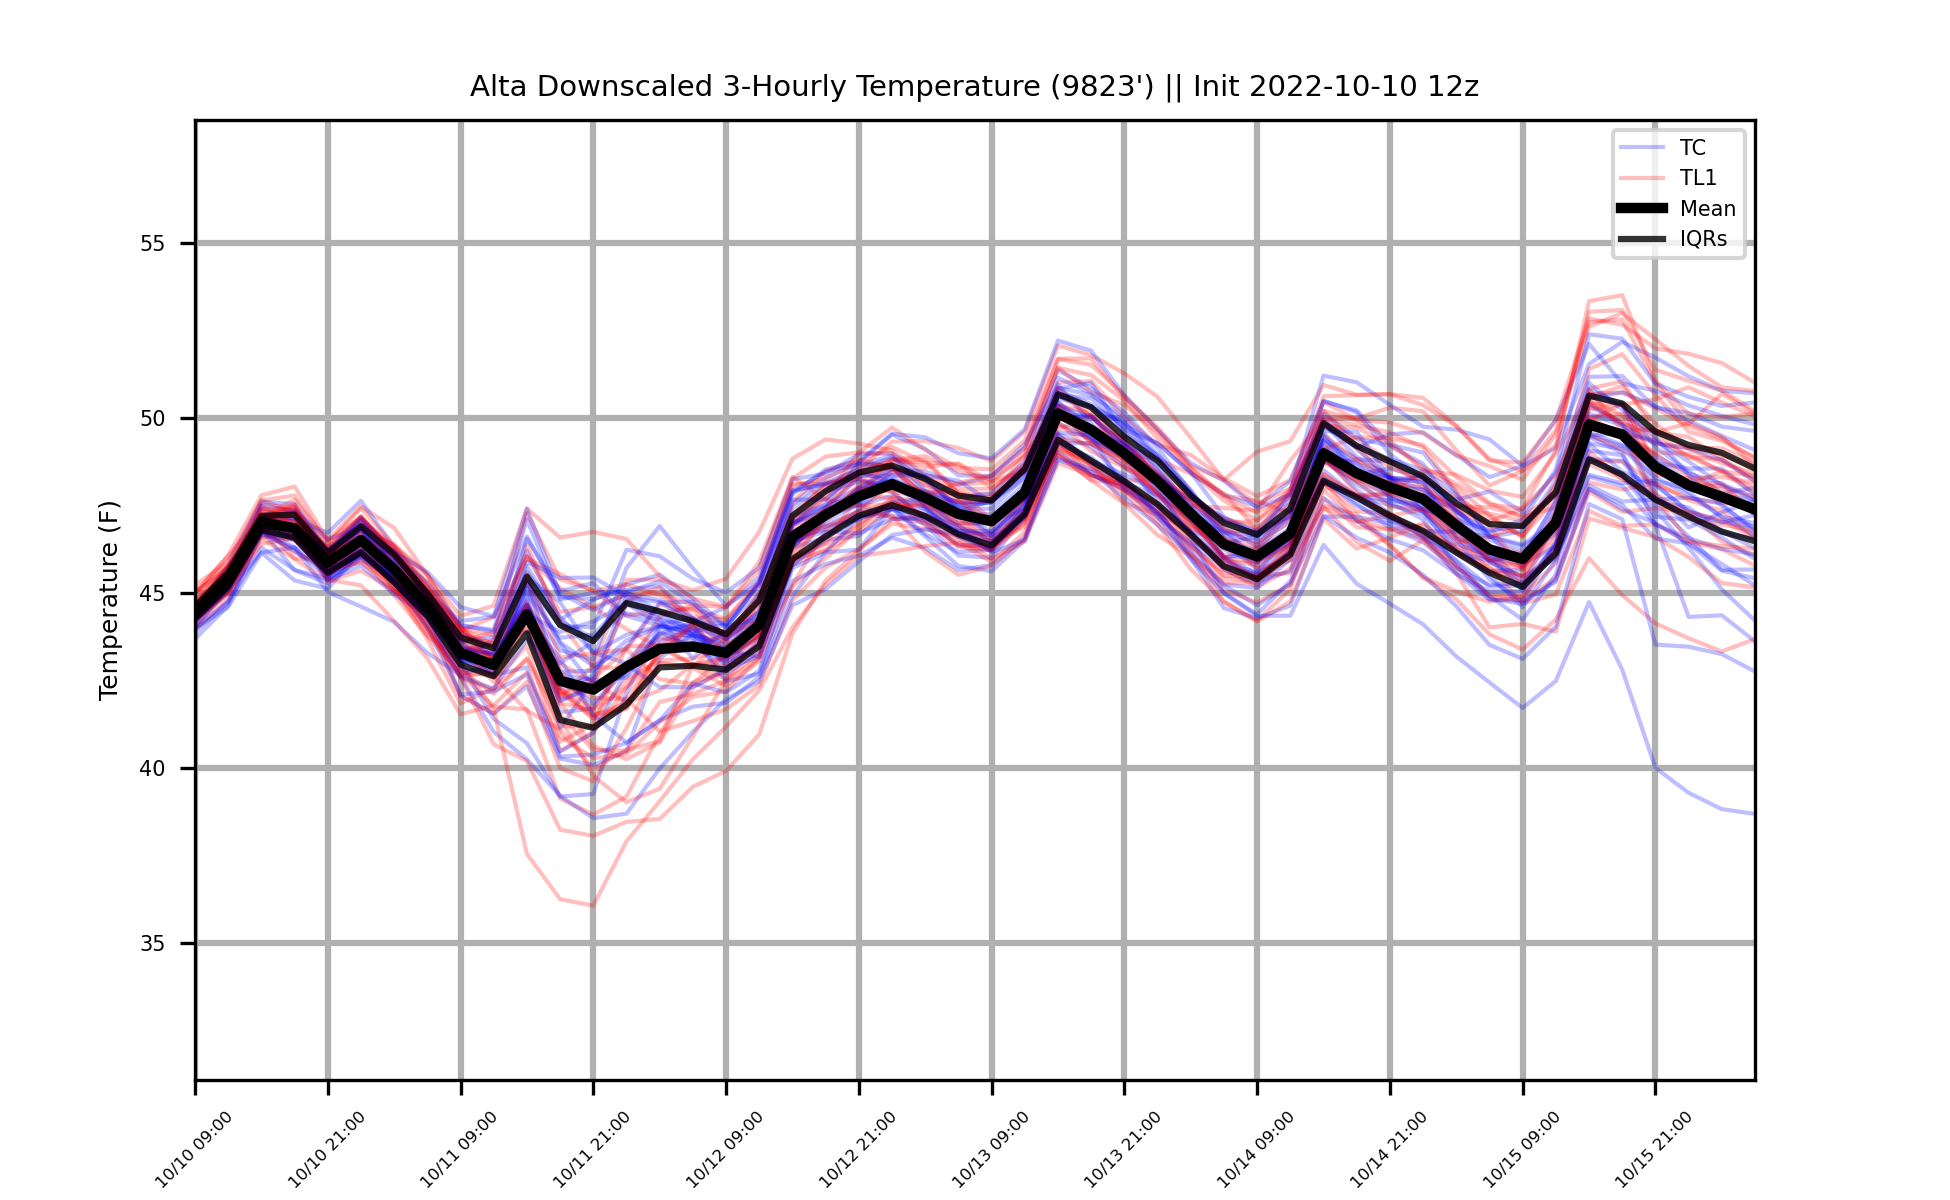 Alta Downscaled 3-Hourly Temperature (9823') || Init 2022-10-10 12z
TC
TL1
Mean
IQRs
Temperature (F)
55
50
45
40
35
10/10 09:00
10/10 21:00
10/11 09:00
10/11 21:00
10/12 09:00
10/12 21:00
10/13 09:00
10/13 21:00
10/14 09:00
10/14 21:00
10/15 09:00
10/15 21:00